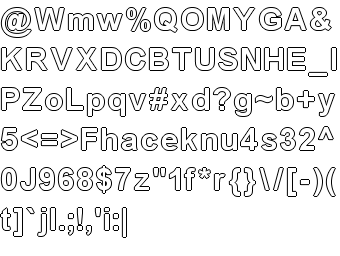 @Wmw%QOMYGA&
KRVXDCBTUSNHE_I
PZoLpqv#xd?g~b+y
5<=>Fhaceknu4s32^
0J968$7z"1f*r{}\/[-)(
t]`jl.;!,'i:|